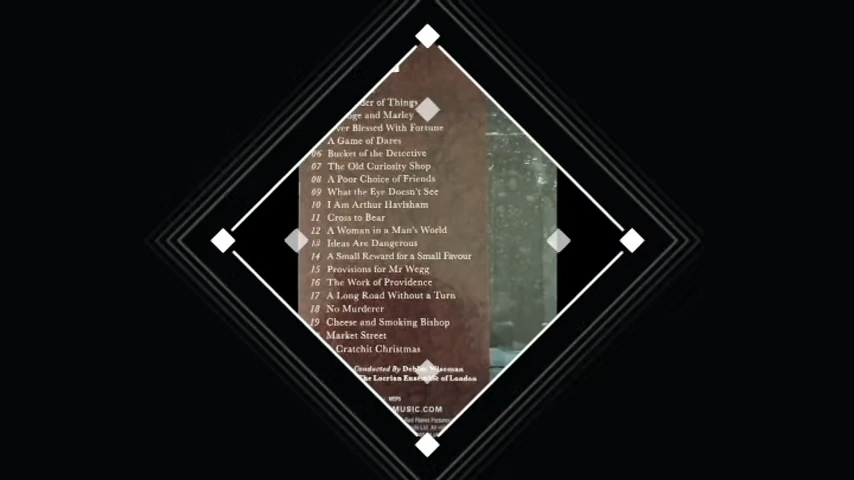 of Things
and Marley
Blessed With Fortune
A Game of Dares
06 Bucket of the Detective
07 The Old Curiosity Shop
08 A Poor Choice of Friends
09 What the Eye Doesn't See
10 I Am Arthur Havisham
11 Cross to Bear
12 A Woman in a Man's World
13 Ideas Are Dangerous
14 A Small Reward for a Small Favour
15 Provisions for Mr Wegg
16 The Work of Providence
17 A Long Road Without a Turn
18 No Murderer
19 Cheese and Smoking Bishop
Market Street
Cratchit Christmas
Conducted By Debbie Wiseman
The Locrian Ensemble of London
MUSIC.COM